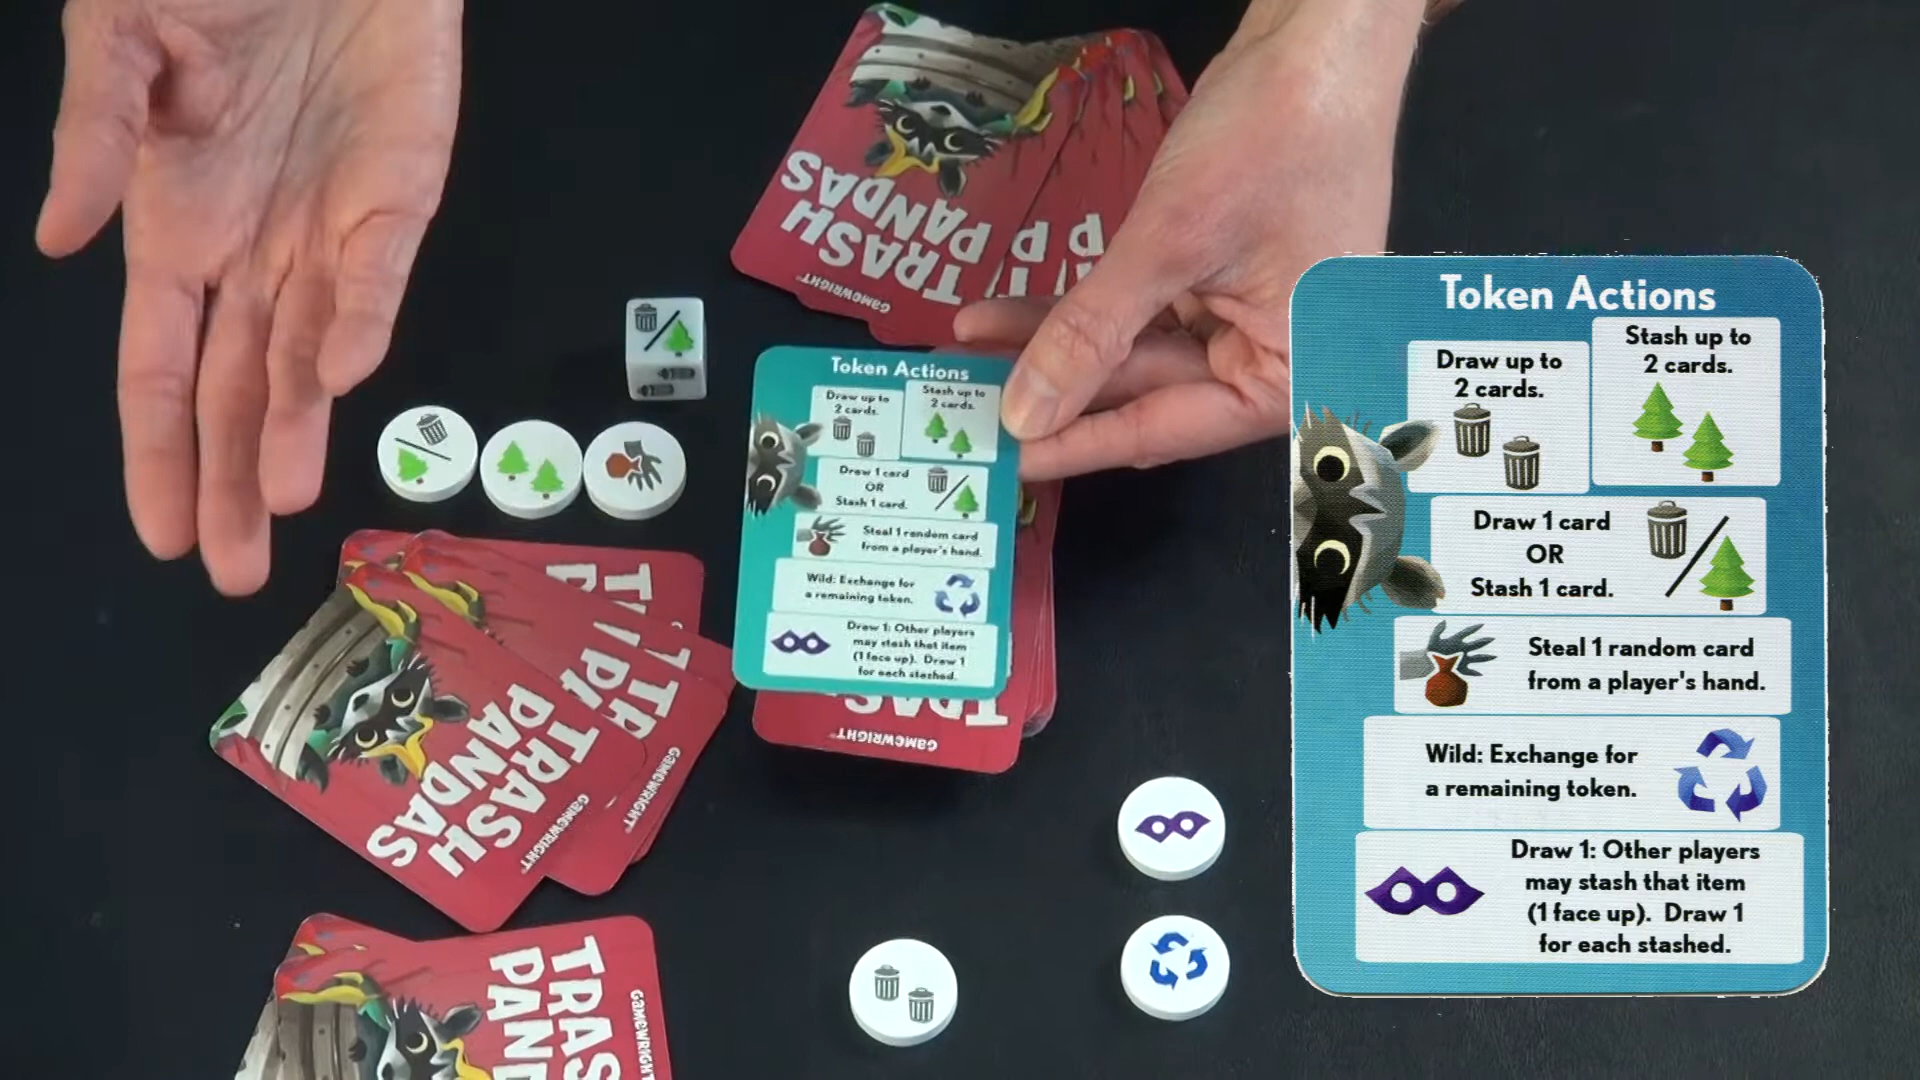 TRASH
PANDAS
GAMEWRIGHT
P
P
Token Actions
Draw up to
2 cards.
Stash up to
2 cards.
Draw 1 card
OR
Stash 1 card.
Steal 1 random card
from a player's hand.
Wild: Exchange for
a remaining token.
Draw 1: Other players
may stash that item
(1 face up). Draw 1
for each stashed.
GAMEWRIGHT
TRASH
PANDAS
GAMEWRIGHT
GAMEWRIGHT
TRAS
PAND
GAMEWRIGHT
Token Actions
Draw up to
2 cards.
Stash up to
2 cards.
Draw 1 card
OR
Stash 1 card.
Steal 1 random card
from a player's hand.
Wild: Exchange for
a remaining token.
Draw 1: Other players
may stash that item
(1 face up). Draw 1
for each stashed.